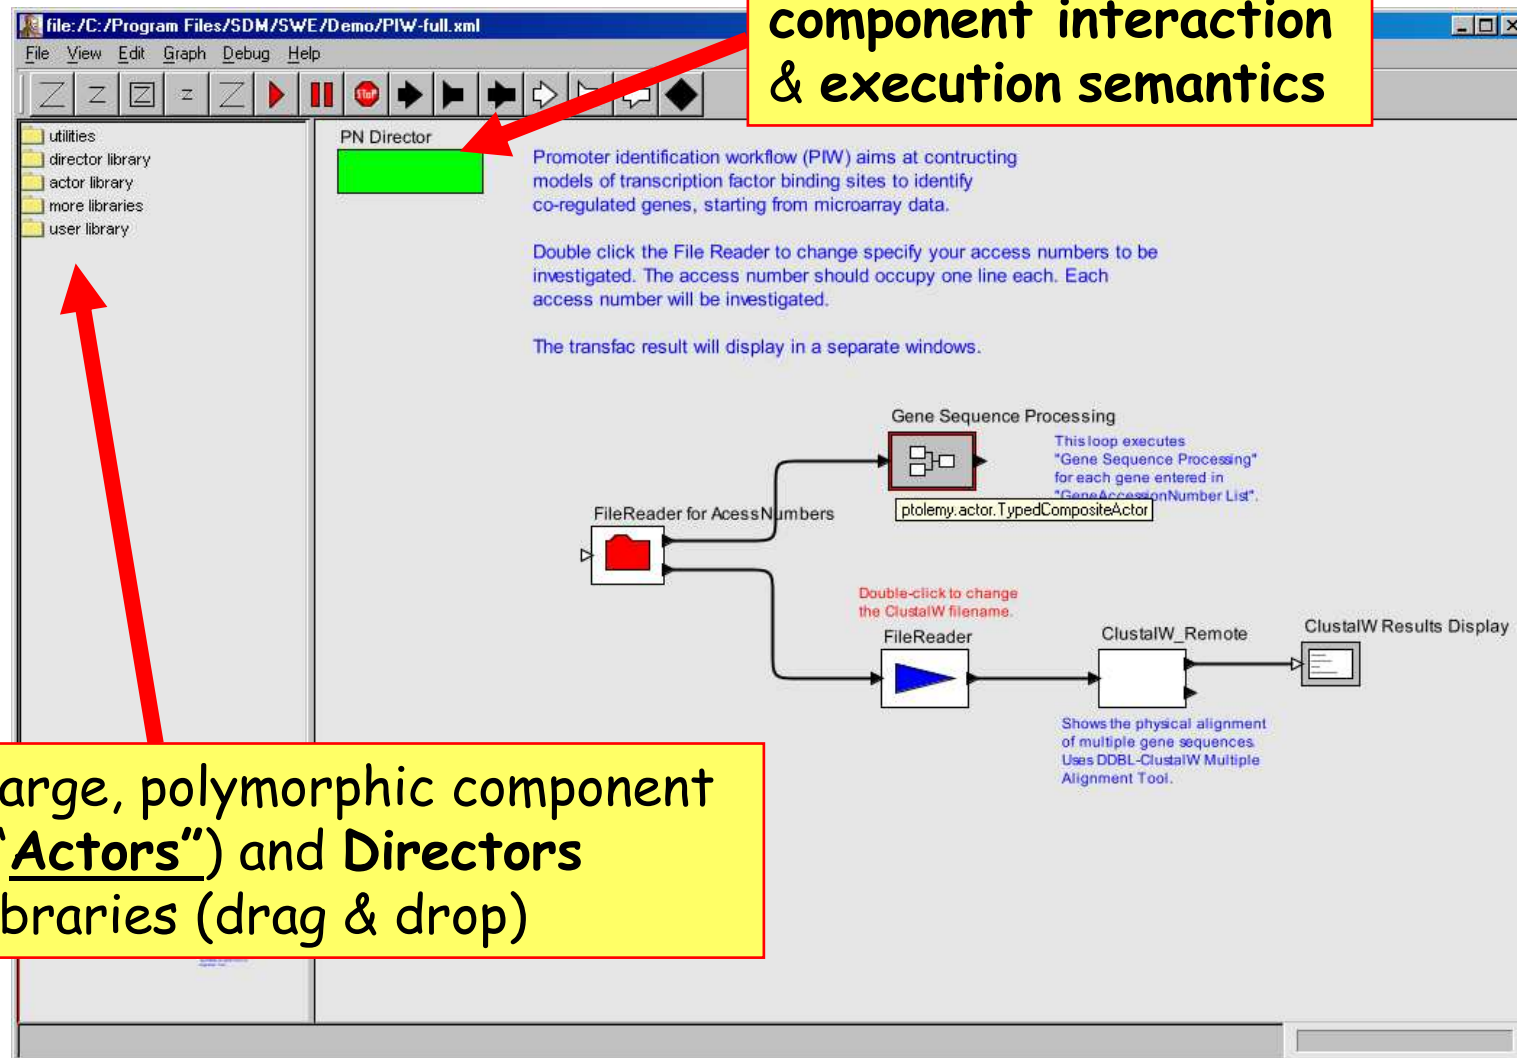 file:/C:/Program Files/SDM/SWE/Demo/PIW-full.xml
component interaction
& execution semantics
File View Edit Graph Debug Help
STOP
utilities
director library
actor library
more libraries
user library
PN Director
Promoter identification workflow (PIW) aims at contructing
models of transcription factor binding sites to identify
co-regulated genes, starting from microarray data.
Double click the File Reader to change specify your access numbers to be
investigated. The access number should occupy one line each. Each
access number will be investigated.
The transfac result will display in a separate windows.
Gene Sequence Processing
This loop executes
"Gene Sequence Processing"
for each gene entered in
"GeneAccessionNumber List".
ptolemy.actor.TypedCompositeActor
FileReader for AcessNumbers
Double-click to change
the ClustalW filename.
FileReader
ClustalW_Remote
ClustalW Results Display
Shows the physical alignment
of multiple gene sequences.
Uses DDBL-ClustalW Multiple
Alignment Tool.
arge, polymorphic component
"Actors") and Directors
braries (drag & drop)